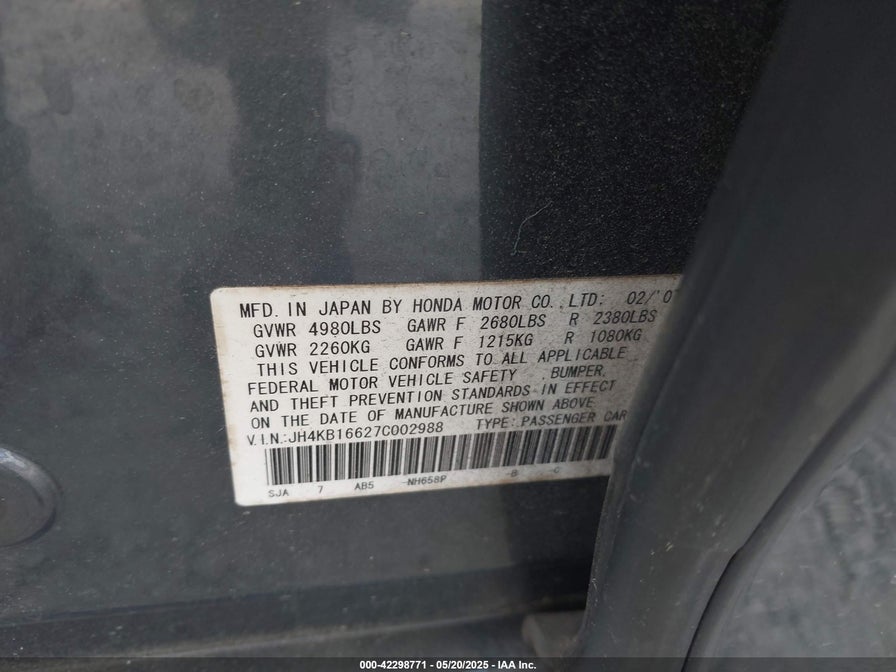 MFD. IN JAPAN BY HONDA MOTOR CO., LTD: 02/'07
GVWR 4980LBS GAWR F 2680LBS R 2380LBS
GVWR 2260KG GAWR F 1215KG R 1080KG
THIS VEHICLE CONFORMS TO ALL APPLICABLE
FEDERAL MOTOR VEHICLE SAFETY , BUMPER,
AND THEFT PREVENTION STANDARDS IN EFFECT
ON THE DATE OF MANUFACTURE SHOWN ABOVE.
V.I.N.:JH4KB16627C002988 TYPE:PASSENGER CAR
SJA 7 AB5 -NH658P -B -C
000-42298771 - 05/20/2025 - IAA Inc.